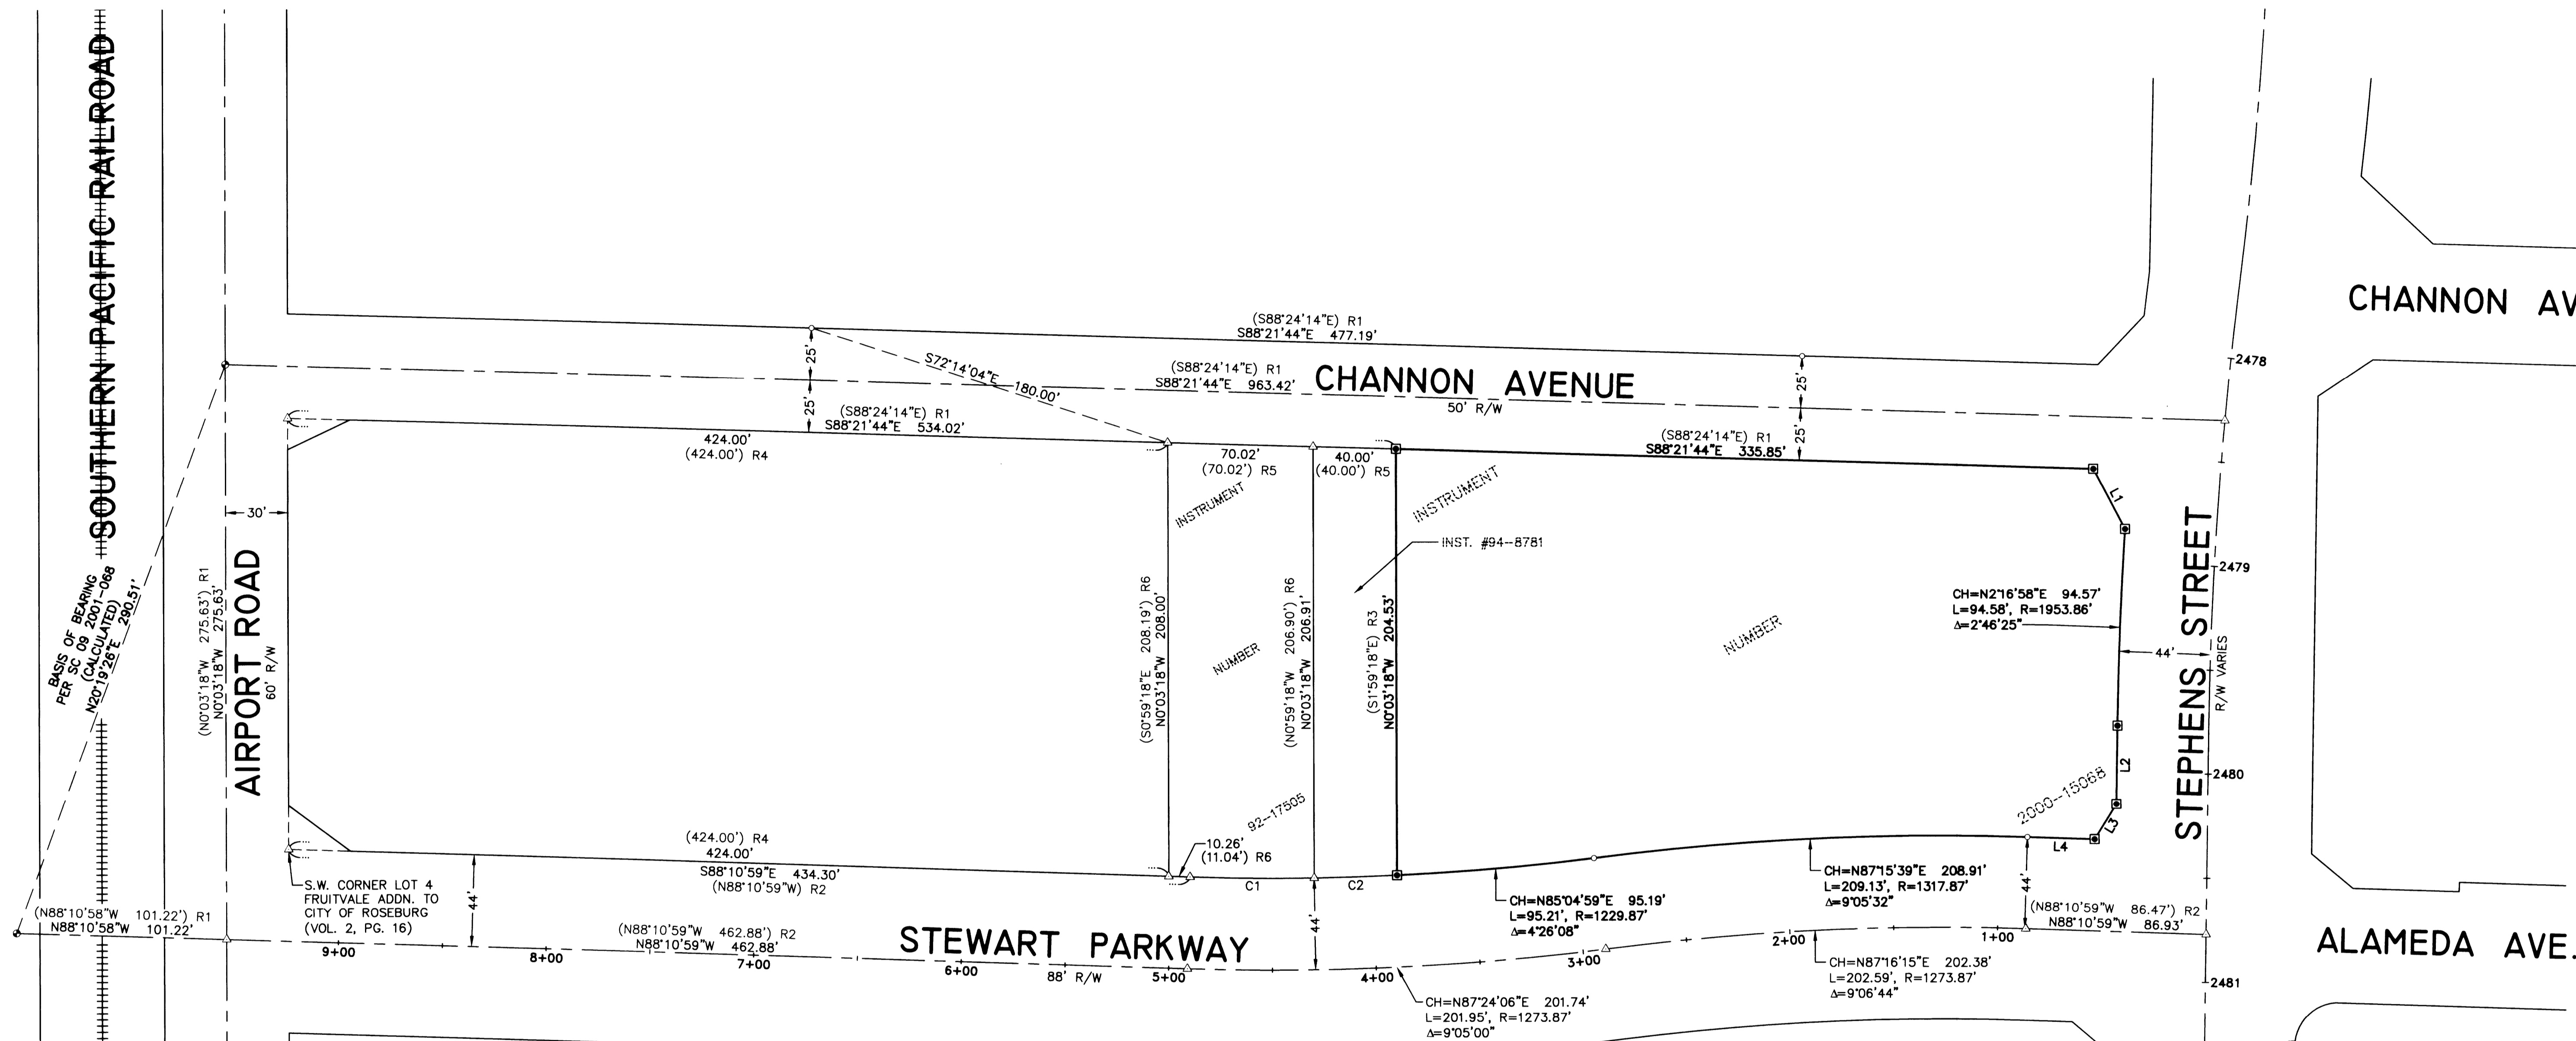 SOUTHERN PACIFIC RAILROAD
BASIS OF BEARING
PER SC 09 2001-068
(CALCULATED)
N20°19'26"E 290.51'
(N88°10'58"W 101.22') R1
N88°10'58"W 101.22'
(N0°03'18"W 275.63') R1
N0°03'18"W 275.63'
AIRPORT ROAD
60' R/W
30'
S.W. CORNER LOT 4
FRUITVALE ADDN. TO
CITY OF ROSEBURG
(VOL. 2, PG. 16)
(S88°24'14"E) R1
S88°21'44"E 477.19'
25'
25'
S72°14'04"E 180.00'
(S88°24'14"E) R1
S88°21'44"E 963.42'
CHANNON AVENUE
50' R/W
25'
25'
(S88°24'14"E) R1
S88°21'44"E 534.02'
424.00'
(424.00') R4
70.02'
(70.02') R5
40.00'
(40.00') R5
(S88°24'14"E) R1
S88°21'44"E 335.85'
INSTRUMENT
NUMBER
92-17505
(S0°59'18"E 208.19') R6
N0°03'18"W 208.00'
(N0°59'18"W 206.90') R6
N0°03'18"W 206.91'
(S1°59'18"E) R3
N0°03'18"W 204.53'
INSTRUMENT
NUMBER
2000--15068
INST. #94--8781
L1
CH=N2°16'58"E 94.57'
L=94.58', R=1953.86'
Δ=2°46'25"
44'
L2
L3
L4
STEPHENS STREET
R/W VARIES
2478
2479
2480
2481
CHANNON AV
ALAMEDA AVE.
(424.00') R4
424.00'
S88°10'59"E 434.30'
(N88°10'59"W) R2
10.26'
(11.04') R6
C1
C2
44'
44'
44'
CH=N85°04'59"E 95.19'
L=95.21', R=1229.87'
Δ=4°26'08"
CH=N87°15'39"E 208.91'
L=209.13', R=1317.87'
Δ=9°05'32"
(N88°10'59"W 86.47') R2
N88°10'59"W 86.93'
(N88°10'59"W 462.88') R2
N88°10'59"W 462.88'
STEWART PARKWAY
88' R/W
9+00
8+00
7+00
6+00
5+00
4+00
3+00
2+00
1+00
CH=N87°24'06"E 201.74'
L=201.95', R=1273.87'
Δ=9°05'00"
CH=N87°16'15"E 202.38'
L=202.59', R=1273.87'
Δ=9°06'44"